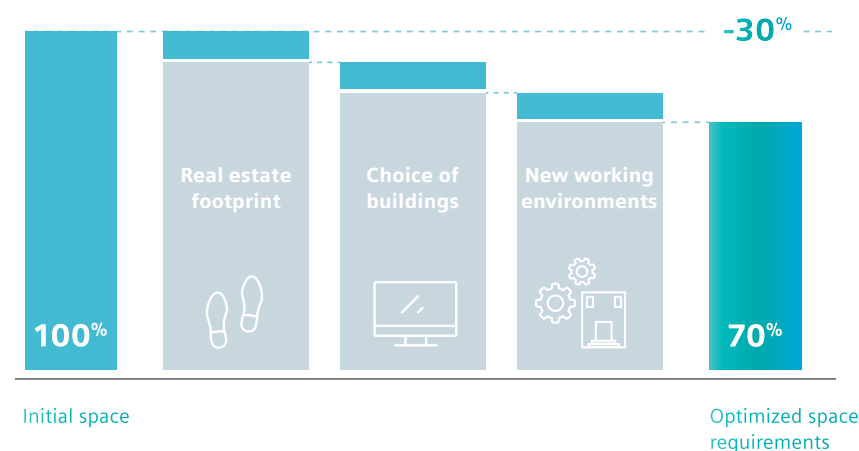 -30%
Real estate
footprint
Choice of
buildings
New working
environments
100%
70%
Initial space
Optimized space
requirements